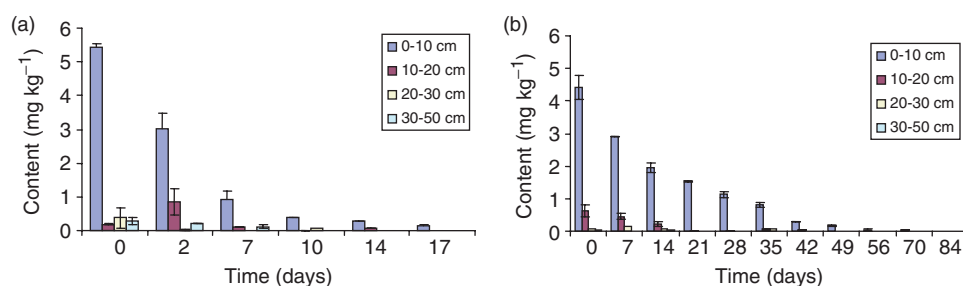 (a)
Content (mg kg⁻¹)
6
5
4
3
2
1
0
0-10 cm
10-20 cm
20-30 cm
30-50 cm
0 2 7 10 14 17
Time (days)
(b)
Content (mg kg⁻¹)
6
5
4
3
2
1
0
0-10 cm
10-20 cm
20-30 cm
30-50 cm
0 7 14 21 28 35 42 49 56 70 84
Time (days)